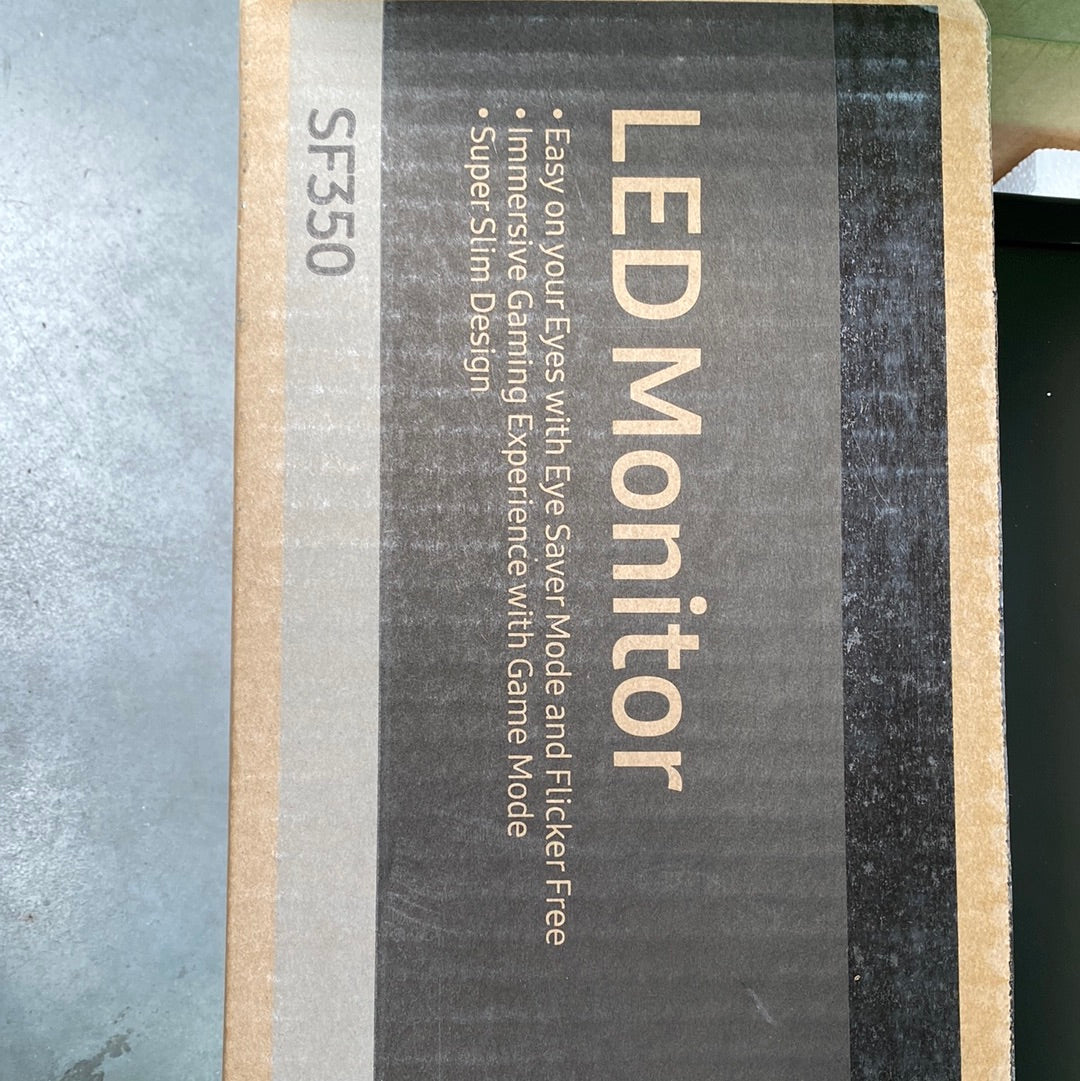 LED Monitor
• Easy on your Eyes with Eye Saver Mode and Flicker Free
• Immersive Gaming Experience with Game Mode
• Super Slim Design
SF350